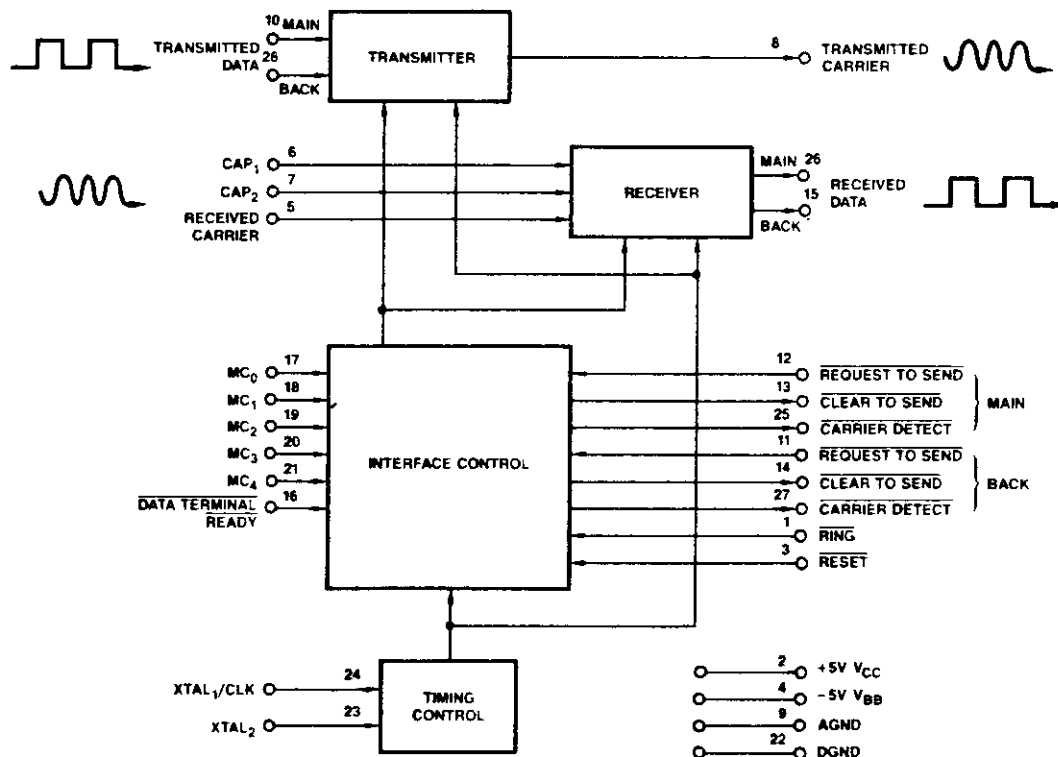 10 MAIN
TRANSMITTED
DATA
28
BACK
TRANSMITTER
8
TRANSMITTED
CARRIER
CAP1 6
CAP2 7
RECEIVED
CARRIER
5
RECEIVER
MAIN 26
RECEIVED
DATA
15
BACK
MC0 17
MC1 18
MC2 19
MC3 20
MC4 21
DATA TERMINAL
READY
16
INTERFACE CONTROL
12 REQUEST TO SEND
13 CLEAR TO SEND
25 CARRIER DETECT
MAIN
11 REQUEST TO SEND
14 CLEAR TO SEND
27 CARRIER DETECT
BACK
1 RING
3 RESET
XTAL1/CLK 24
XTAL2 23
TIMING
CONTROL
2 +5V VCC
4 -5V VBB
9 AGND
22 DGND